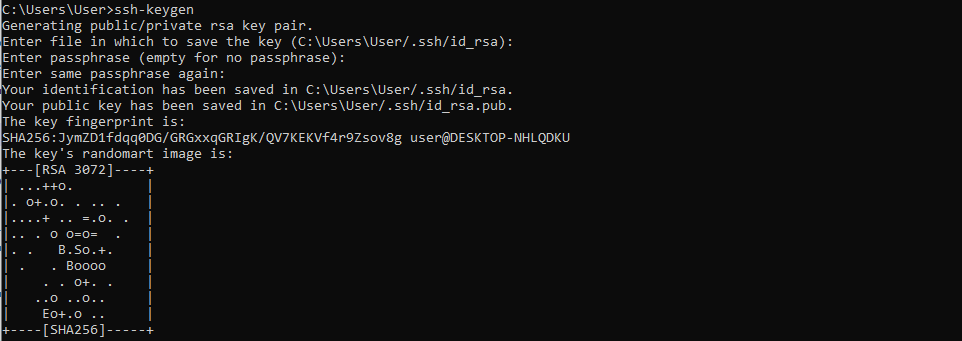 C:\Users\User>ssh-keygen
Generating public/private rsa key pair.
Enter file in which to save the key (C:\Users\User/.ssh/id_rsa):
Enter passphrase (empty for no passphrase):
Enter same passphrase again:
Your identification has been saved in C:\Users\User/.ssh/id_rsa.
Your public key has been saved in C:\Users\User/.ssh/id_rsa.pub.
The key fingerprint is:
SHA256:JymZD1fdqq0DG/GRGxxqGRIgK/QV7KEKVf4r9Zsov8g user@DESKTOP-NHLQDKU
The key's randomart image is:
+---[RSA 3072]----+
| ...++o.         |
|. o+.o. . .. .   |
|....+ .. =.o. .  |
|.. . o o=o=  .   |
|. .   B.So.+.    |
| .   . Boooo     |
|    . . o+. .    |
|   ..o ..o..     |
|    Eo+.o ..     |
+----[SHA256]-----+